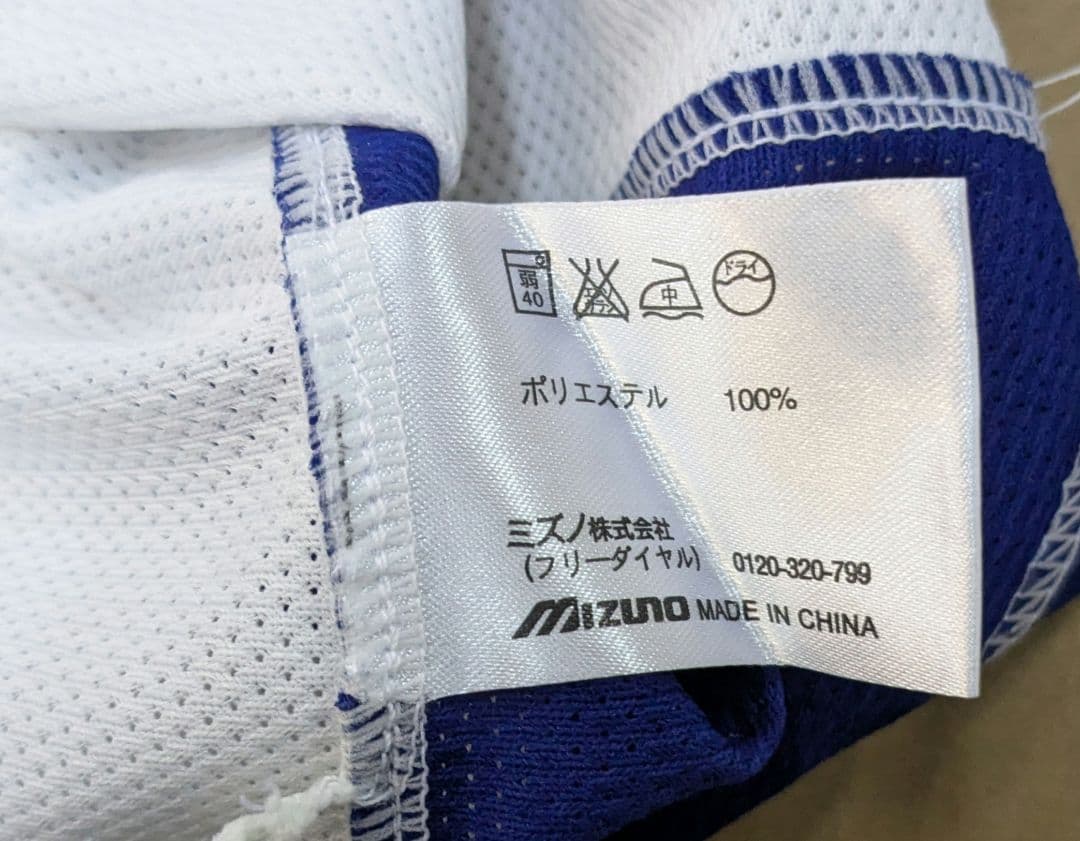 弱 40 中 ドライ
ポリエステル 100%
ミズノ株式会社
(フリーダイヤル) 0120-320-799
MIZUNO MADE IN CHINA